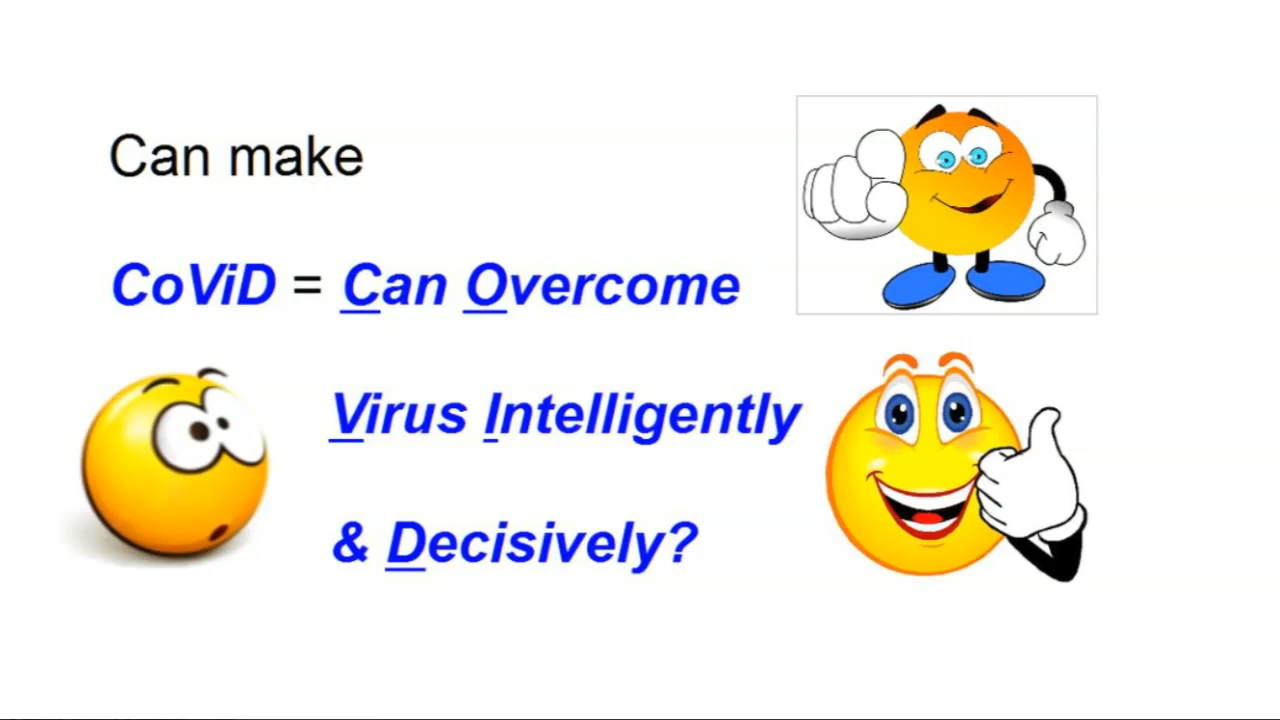 Can make
CoViD = Can Overcome
Virus Intelligently
& Decisively?